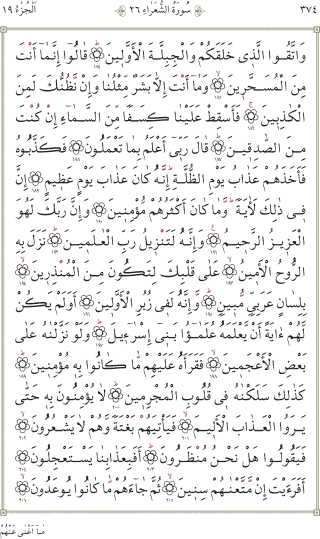 ٣٧٤ سُورَةُ الشُّعَرَاءِ ٢٦ الْجُزْءُ ١٩
وَاتَّقُوا الَّذِى خَلَقَكُمْ وَالْجِبِلَّةَ الْأَوَّلِينَ ١٨٤ قَالُوا إِنَّمَا أَنْتَ
مِنَ الْمُسَحَّرِينَ ١٨٥ وَمَا أَنْتَ إِلَّا بَشَرٌ مِثْلُنَا وَإِنْ نَظُنُّكَ لَمِنَ
الْكَاذِبِينَ ١٨٦ فَأَسْقِطْ عَلَيْنَا كِسَفًا مِنَ السَّمَاءِ إِنْ كُنْتَ
مِنَ الصَّادِقِينَ ١٨٧ قَالَ رَبِّى أَعْلَمُ بِمَا تَعْمَلُونَ ١٨٨ فَكَذَّبُوهُ
فَأَخَذَهُمْ عَذَابُ يَوْمِ الظُّلَّةِ إِنَّهُ كَانَ عَذَابَ يَوْمٍ عَظِيمٍ ١٨٩ إِنَّ
فِى ذٰلِكَ لَآيَةً وَمَا كَانَ أَكْثَرُهُمْ مُؤْمِنِينَ ١٩٠ وَإِنَّ رَبَّكَ لَهُوَ
الْعَزِيزُ الرَّحِيمُ ١٩١ وَإِنَّهُ لَتَنْزِيلُ رَبِّ الْعَالَمِينَ ١٩٢ نَزَلَ بِهِ
الرُّوحُ الْأَمِينُ ١٩٣ عَلَى قَلْبِكَ لِتَكُونَ مِنَ الْمُنْذِرِينَ ١٩٤
بِلِسَانٍ عَرَبِيٍّ مُبِينٍ ١٩٥ وَإِنَّهُ لَفِى زُبُرِ الْأَوَّلِينَ ١٩٦ أَوَلَمْ يَكُنْ
لَهُمْ ءَايَةً أَنْ يَعْلَمَهُ عُلَمَٰٓؤُا بَنِى إِسْرَٰٓءِيلَ ١٩٧ وَلَوْ نَزَّلْنَاهُ عَلَى
بَعْضِ الْأَعْجَمِينَ ١٩٨ فَقَرَأَهُ عَلَيْهِمْ مَا كَانُوا بِهِ مُؤْمِنِينَ ١٩٩
كَذٰلِكَ سَلَكْنَاهُ فِى قُلُوبِ الْمُجْرِمِينَ ٢٠٠ لَا يُؤْمِنُونَ بِهِ حَتَّى
يَرَوُا الْعَذَابَ الْأَلِيمَ ٢٠١ فَيَأْتِيَهُمْ بَغْتَةً وَهُمْ لَا يَشْعُرُونَ ٢٠٢
فَيَقُولُوا هَلْ نَحْنُ مُنْظَرُونَ ٢٠٣ أَفَبِعَذَابِنَا يَسْتَعْجِلُونَ ٢٠٤
أَفَرَءَيْتَ إِنْ مَتَّعْنَاهُمْ سِنِينَ ٢٠٥ ثُمَّ جَاءَهُمْ مَا كَانُوا يُوعَدُونَ ٢٠٦
مَا أَغْنَى عَنْهُمْ